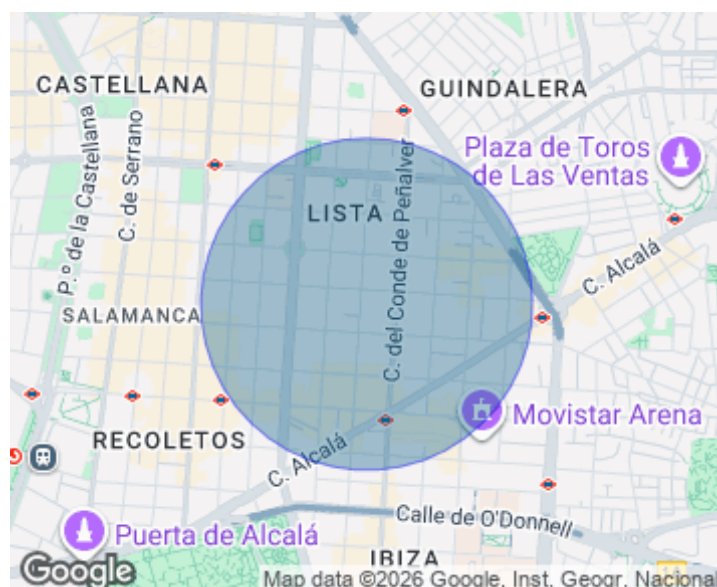 CASTELLANA
GUINDALERA
P.º de la Castellana
C. de Serrano
Plaza de Toros
de Las Ventas
C. del Conde de Peñalver
LISTA
C. Alcalá
SALAMANCA
Movistar Arena
RECOLETOS
C. Alcalá
Calle de O'Donnell
Puerta de Alcalá
IBIZA
Google
Map data ©2026 Google, Inst. Geogr. Nacional